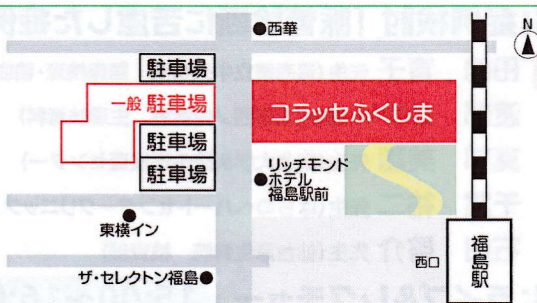 ●西華
N
駐車場
一般 駐車場
コラッセふくしま
駐車場
駐車場
リッチモンド
●ホテル
福島駅前
東横イン
西口
福島駅
ザ・セレクトン福島●